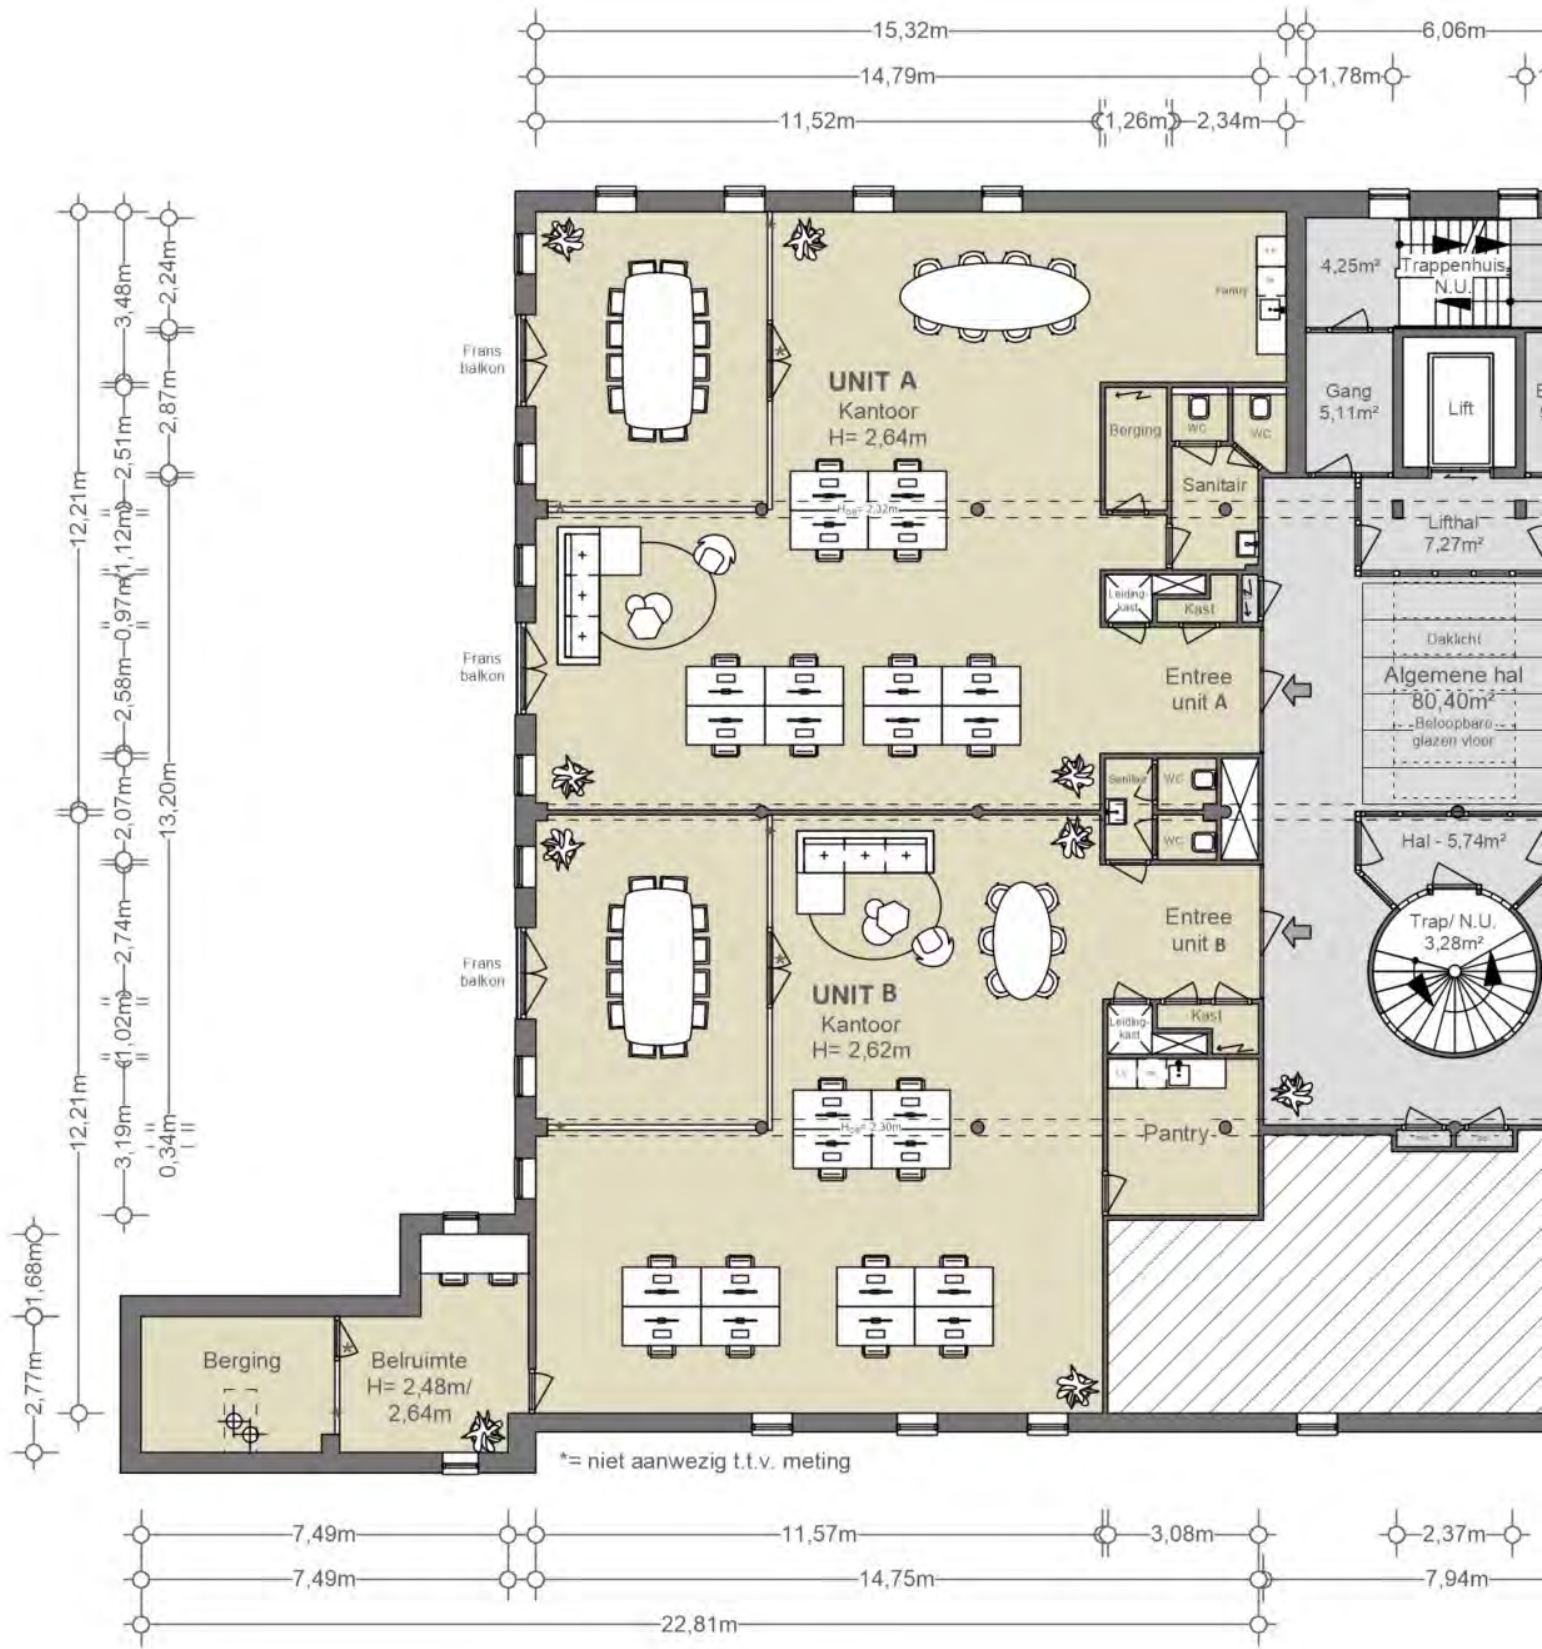 15,32m
6,06m
14,79m
1,78m
11,52m
1,26m
2,34m
12,21m
3,48m
2,24m
2,87m
2,51m
1,12m
0,97m
2,58m
2,07m
13,20m
2,74m
1,02m
12,21m
3,19m
0,34m
1,68m
2,77m
Frans
balkon
Frans
balkon
Frans
balkon
UNIT A
Kantoor
H= 2,64m
Pantry
Berging
WC
WC
Sanitair
Leiding-
kast
Kast
Entree
unit A
4,25m²
Trappenhuis
N.U.
Gang
5,11m²
Lift
Lifthal
7,27m²
Daklicht
Algemene hal
80,40m²
Beloopbare
glazen vloer
Sanitair
WC
WC
Hal - 5,74m²
Trap/ N.U.
3,28m²
Entree
unit B
UNIT B
Kantoor
H= 2,62m
Leiding-
kast
Kast
Pantry
Berging
Belruimte
H= 2,48m/
2,64m
*= niet aanwezig t.t.v. meting
7,49m
11,57m
3,08m
2,37m
7,49m
14,75m
7,94m
22,81m